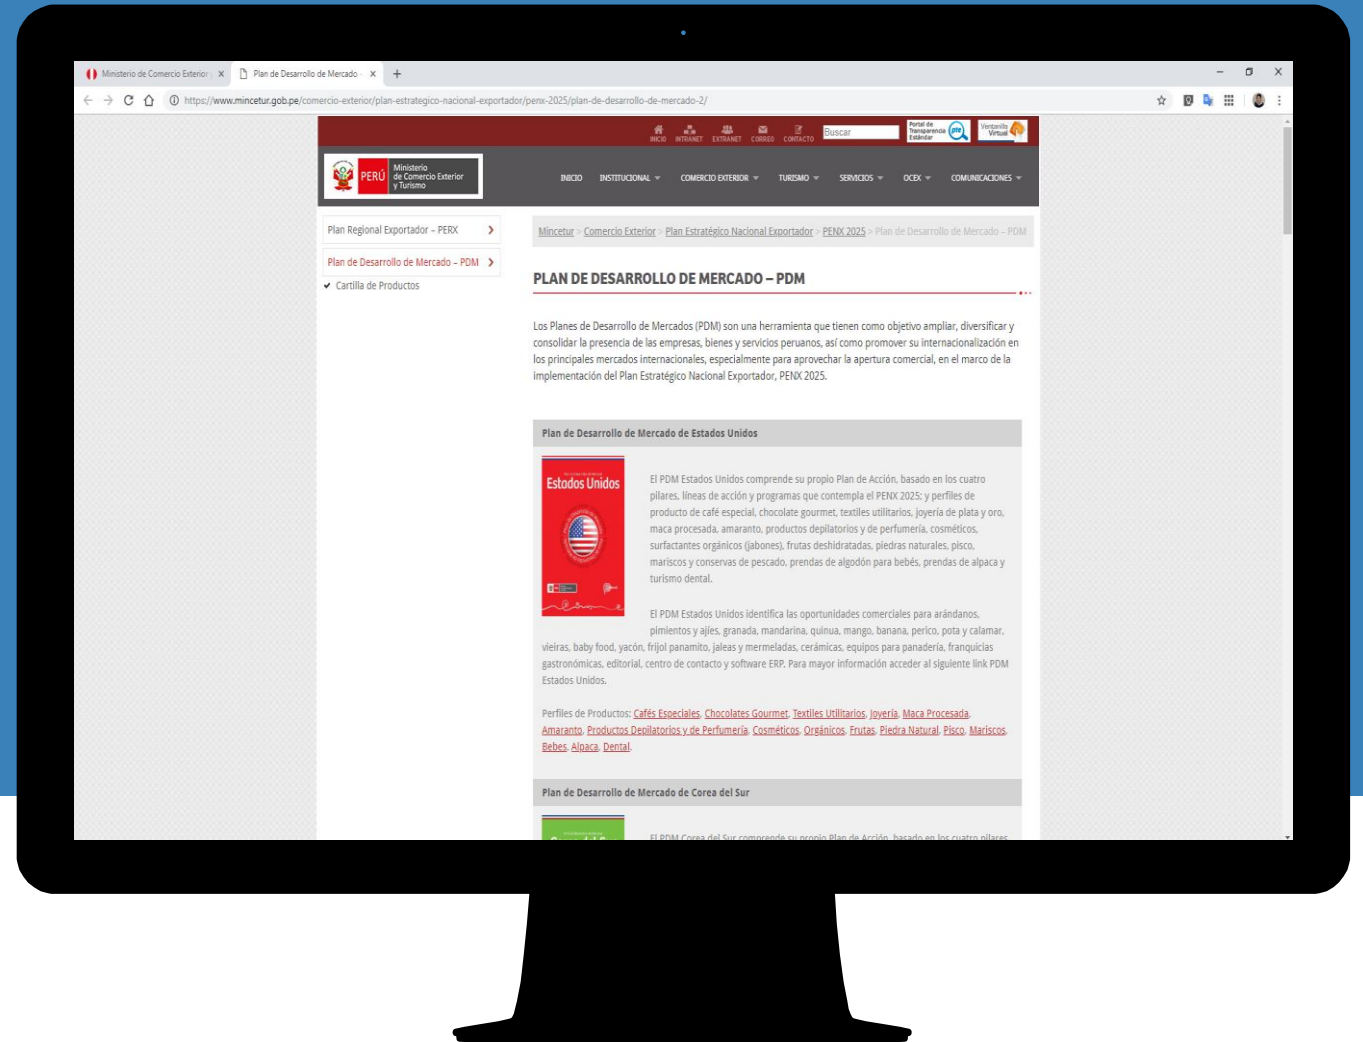 Ministerio de Comercio Exterior
Plan de Desarrollo de Mercado -
https://www.mincetur.gob.pe/comercio-exterior/plan-estrategico-nacional-exportador/penx-2025/plan-de-desarrollo-de-mercado-2/
INICIO INTRANET EXTRANET CORREO CONTACTO
Buscar
Portal de
Transparencia
Estándar
pte
Ventanilla
Virtual
PERÚ
Ministerio
de Comercio Exterior
y Turismo
INICIO INSTITUCIONAL COMERCIO EXTERIOR TURISMO SERVICIOS OCEX COMUNICACIONES
Plan Regional Exportador – PERX
Plan de Desarrollo de Mercado – PDM
Cartilla de Productos
Mincetur > Comercio Exterior > Plan Estratégico Nacional Exportador > PENX 2025 > Plan de Desarrollo de Mercado – PDM
PLAN DE DESARROLLO DE MERCADO – PDM
Los Planes de Desarrollo de Mercados (PDM) son una herramienta que tienen como objetivo ampliar, diversificar y
consolidar la presencia de las empresas, bienes y servicios peruanos, así como promover su internacionalización en
los principales mercados internacionales, especialmente para aprovechar la apertura comercial, en el marco de la
implementación del Plan Estratégico Nacional Exportador, PENX 2025.
Plan de Desarrollo de Mercado de Estados Unidos
Estados Unidos
El PDM Estados Unidos comprende su propio Plan de Acción, basado en los cuatro
pilares, líneas de acción y programas que contempla el PENX 2025; y perfiles de
producto de café especial, chocolate gourmet, textiles utilitarios, joyería de plata y oro,
maca procesada, amaranto, productos depilatorios y de perfumería, cosméticos,
surfactantes orgánicos (jabones), frutas deshidratadas, piedras naturales, pisco,
mariscos y conservas de pescado, prendas de algodón para bebés, prendas de alpaca y
turismo dental.
El PDM Estados Unidos identifica las oportunidades comerciales para arándanos,
pimientos y ajíes, granada, mandarina, quinua, mango, banana, perico, pota y calamar,
vieiras, baby food, yacón, frijol panamito, jaleas y mermeladas, cerámicas, equipos para panadería, franquicias
gastronómicas, editorial, centro de contacto y software ERP. Para mayor información acceder al siguiente link PDM
Estados Unidos.
Perfiles de Productos: Cafés Especiales, Chocolates Gourmet, Textiles Utilitarios, Joyería, Maca Procesada,
Amaranto, Productos Depilatorios y de Perfumería, Cosméticos, Orgánicos, Frutas, Piedra Natural, Pisco, Mariscos,
Bebes, Alpaca, Dental.
Plan de Desarrollo de Mercado de Corea del Sur
Corea del Sur
El PDM Corea del Sur comprende su propio Plan de Acción, basado en los cuatro pilares,